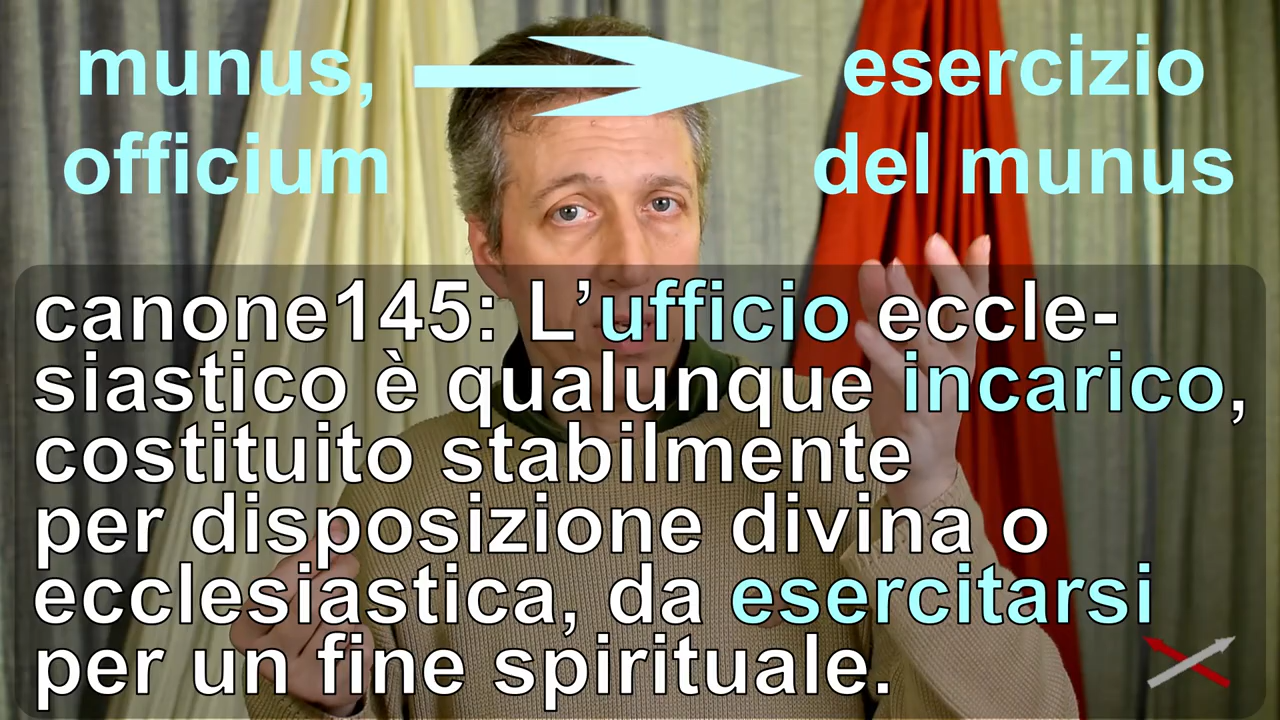 munus,
officium
esercizio
del munus
canone145: L’ufficio eccle-
siastico è qualunque incarico,
costituito stabilmente
per disposizione divina o
ecclesiastica, da esercitarsi
per un fine spirituale.